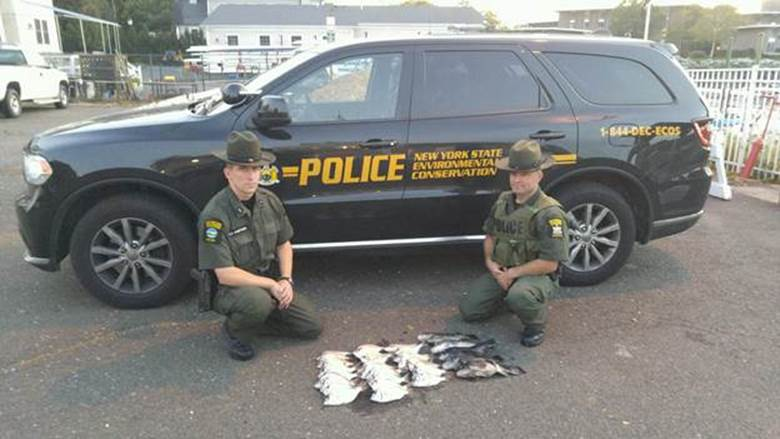 POLICE
NEW YORK STATE
ENVIRONMENTAL
CONSERVATION
1-844-DEC-ECOS
POLICE